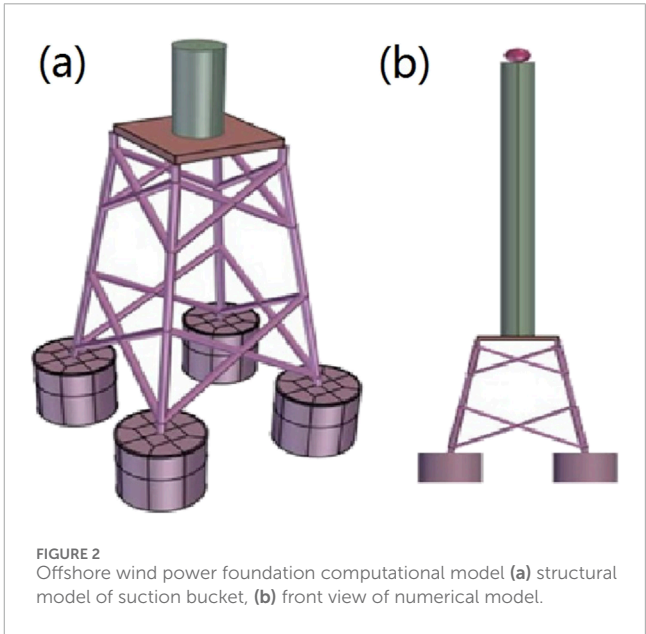 (a)
(b)
FIGURE 2
Offshore wind power foundation computational model (a) structural
model of suction bucket, (b) front view of numerical model.